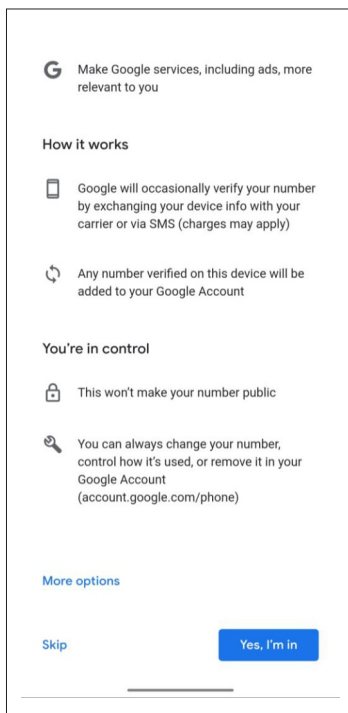 Make Google services, including ads, more
relevant to you
How it works
Google will occasionally verify your number
by exchanging your device info with your
carrier or via SMS (charges may apply)
Any number verified on this device will be
added to your Google Account
You're in control
This won't make your number public
You can always change your number,
control how it's used, or remove it in your
Google Account
(account.google.com/phone)
More options
Skip
Yes, I'm in